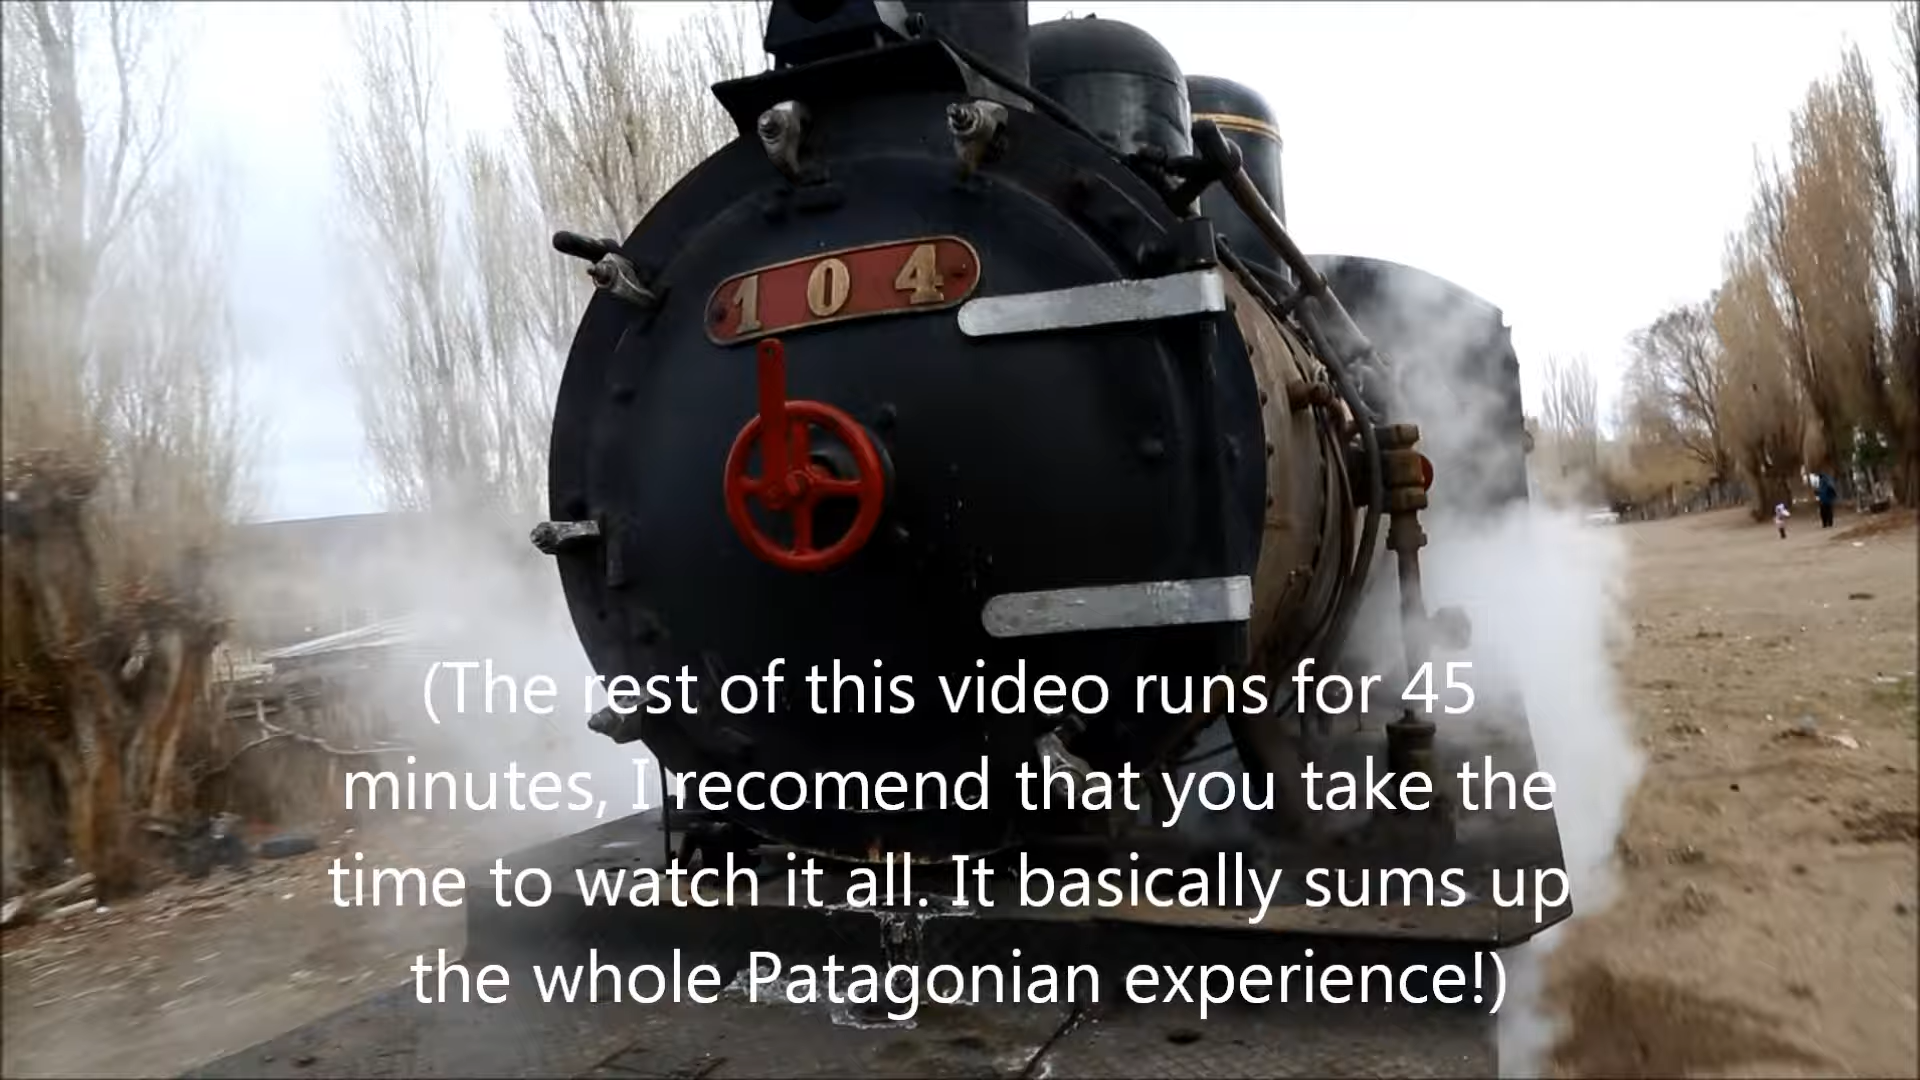 104
(The rest of this video runs for 45
minutes, I recomend that you take the
time to watch it all. It basically sums up
the whole Patagonian experience!)